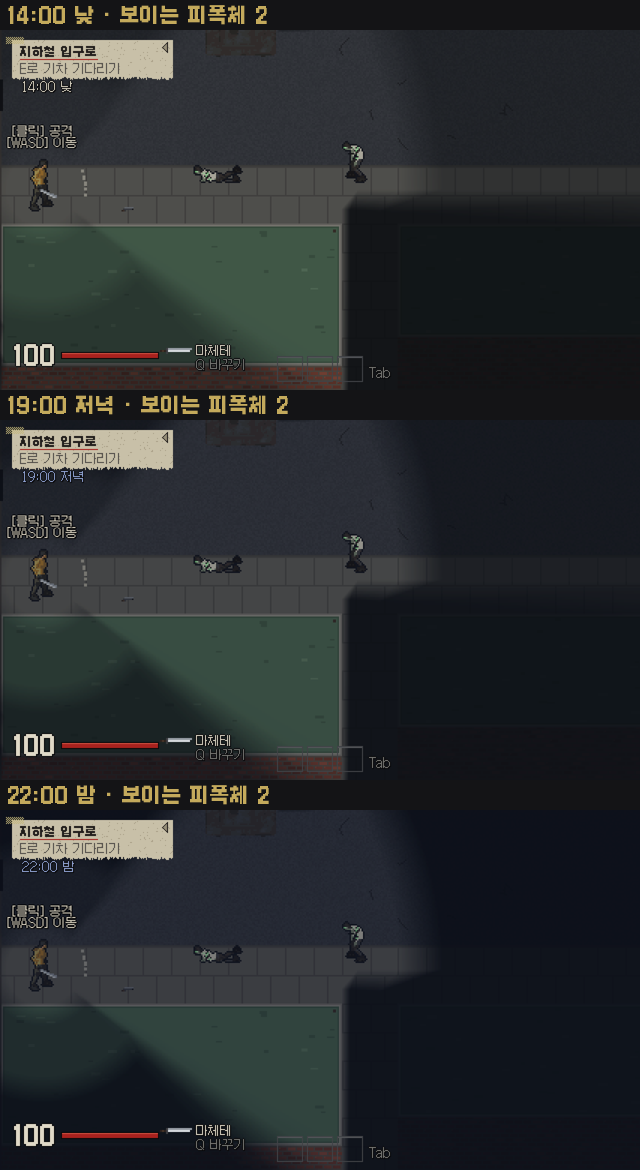 14:00 낮 · 보이는 피폭체 2
지하철 입구로
E로 기차 기다리기
14:00 낮
[클릭] 공격
[WASD] 이동
100
마체테
Q 바꾸기
Tab
19:00 저녁 · 보이는 피폭체 2
지하철 입구로
E로 기차 기다리기
19:00 저녁
[클릭] 공격
[WASD] 이동
100
마체테
Q 바꾸기
Tab
22:00 밤 · 보이는 피폭체 2
지하철 입구로
E로 기차 기다리기
22:00 밤
[클릭] 공격
[WASD] 이동
100
마체테
Q 바꾸기
Tab